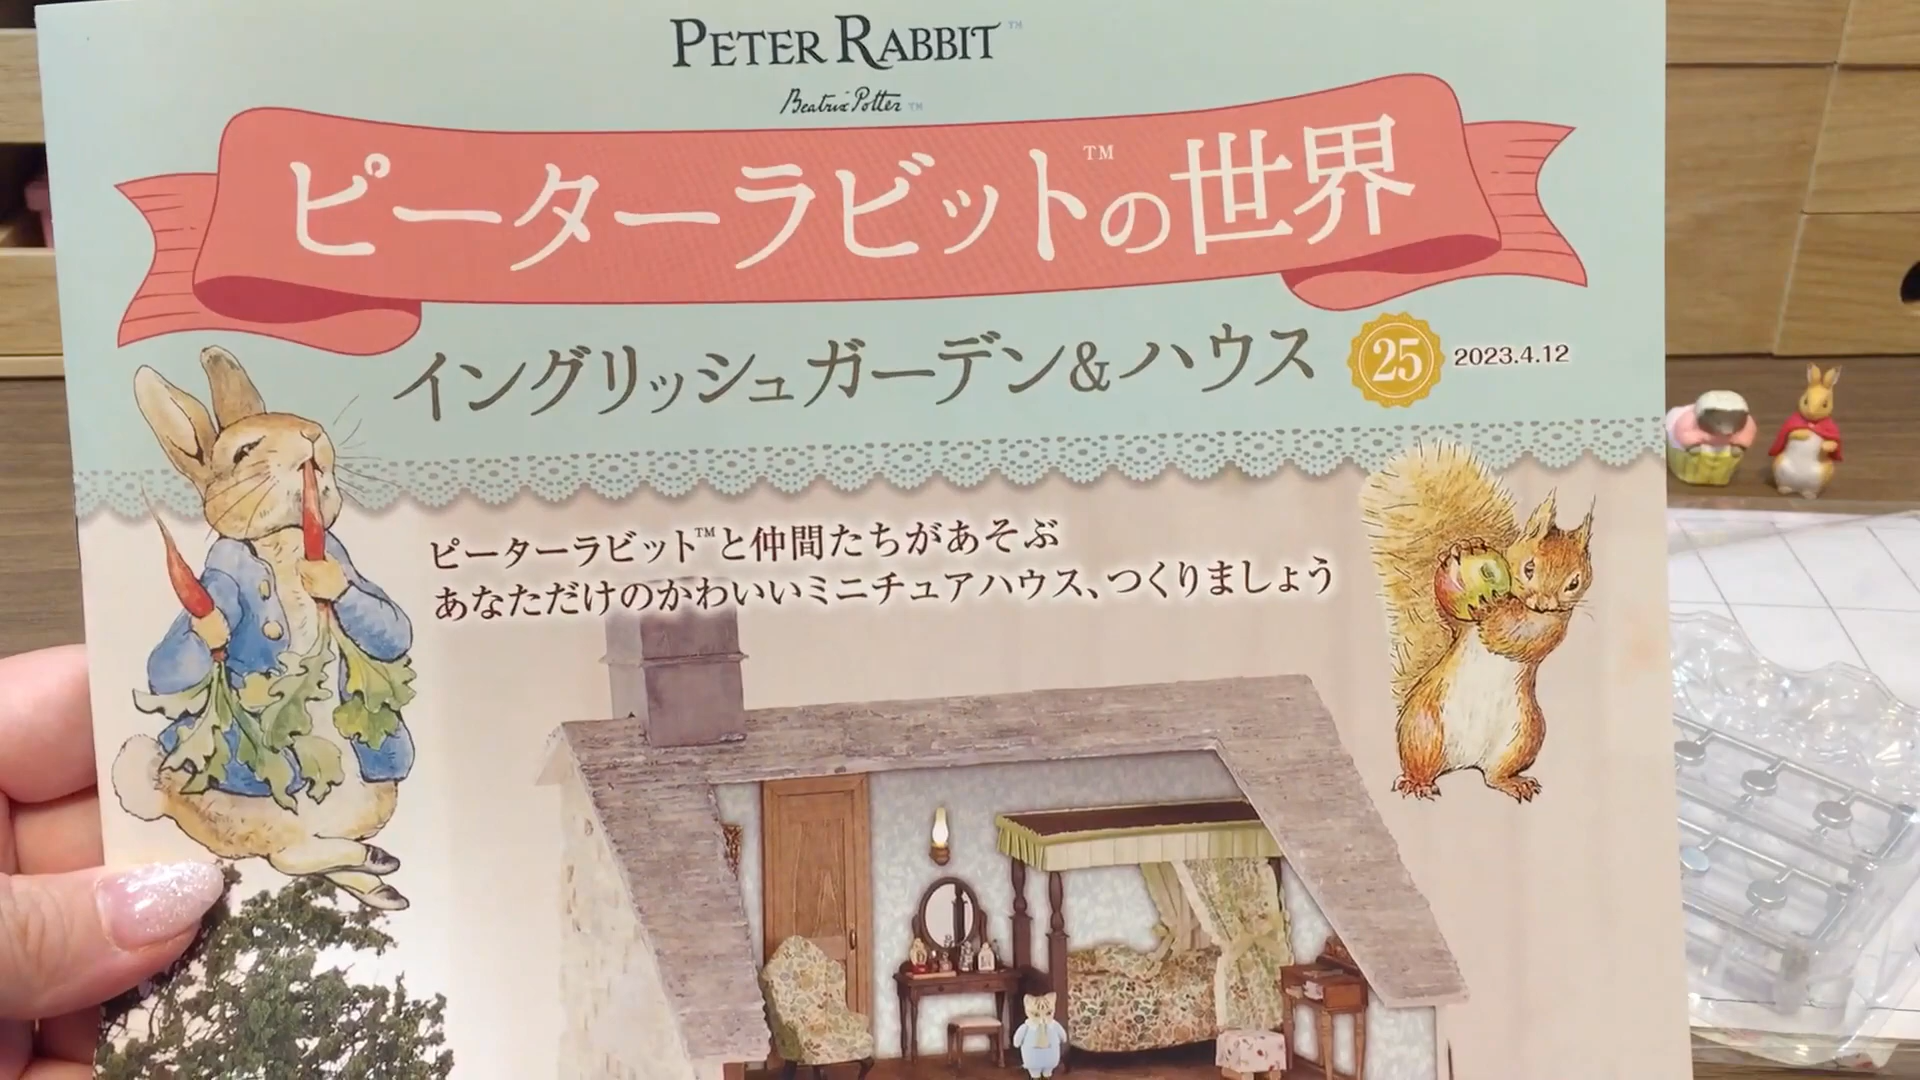 PETER RABBIT™
Beatrix Potter™
ピーターラビット™の世界
イングリッシュガーデン&ハウス 25 2023.4.12
ピーターラビット™と仲間たちがあそぶ
あなただけのかわいいミニチュアハウス、つくりましょう